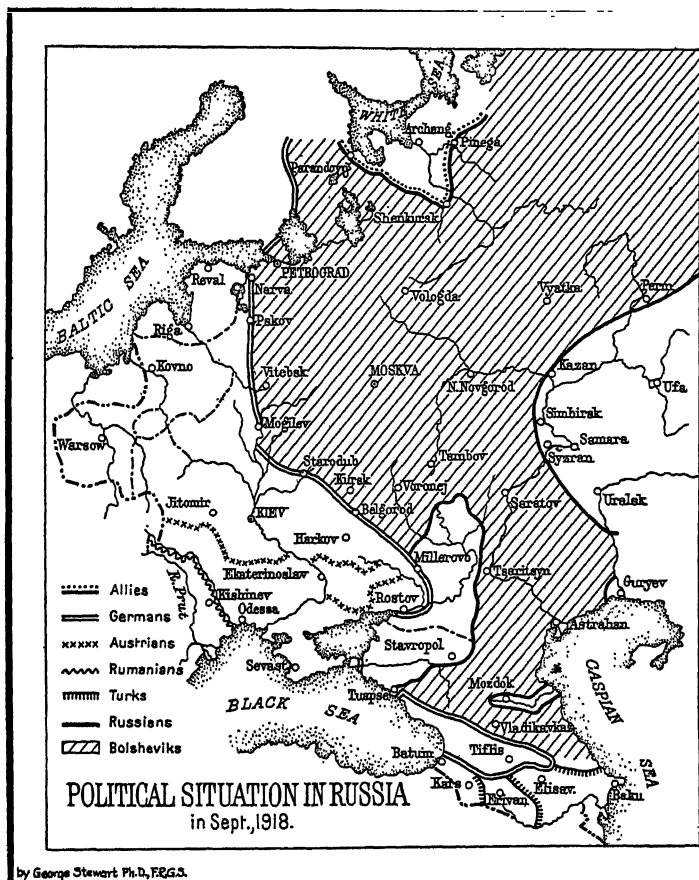 WHITE SEA
Archang.
Pinega
Parandovo
Shenkursk
PETROGRAD
Reval
Narva
BALTIC SEA
Pskov
Vologda
Vyatka
Perm
Riga
Kovno
Vitebsk
MOSKVA
N.Novgorod
Kazan
Ufa
Mogilev
Simbirsk
Warsow
Samara
Syzran
Starodub
Tambov
Kursk
Voronej
Saratov
Uralsk
Jitomir
KIEV
Belgorod
Harkov
Millerovo
Tsaritsyn
Ekaterinoslav
R. Prut
Kishinev
Rostov
Guryev
Odessa
Astrahan
Stavropol
Sevast.
Mozdok
CASPIAN SEA
Tuapse
BLACK SEA
Vladikavkaz
Tiflis
Batum
Kars
Erivan
Elisav.
Baku
Allies
Germans
Austrians
Rumanians
Turks
Russians
Bolsheviks
POLITICAL SITUATION IN RUSSIA
in Sept., 1918.
by George Stewart Ph.D., F.R.G.S.